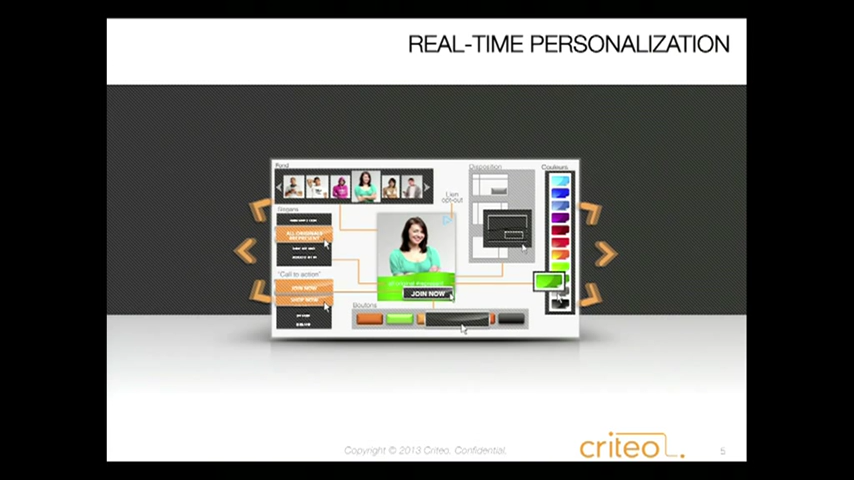 REAL-TIME PERSONALIZATION
Fond
Disposition
Couleurs
Lien
opt-out
Slogans
"Call to action"
JOIN NOW
SHOP NOW
JOIN NOW
Boutons
Copyright © 2013 Criteo. Confidential.
criteo
5